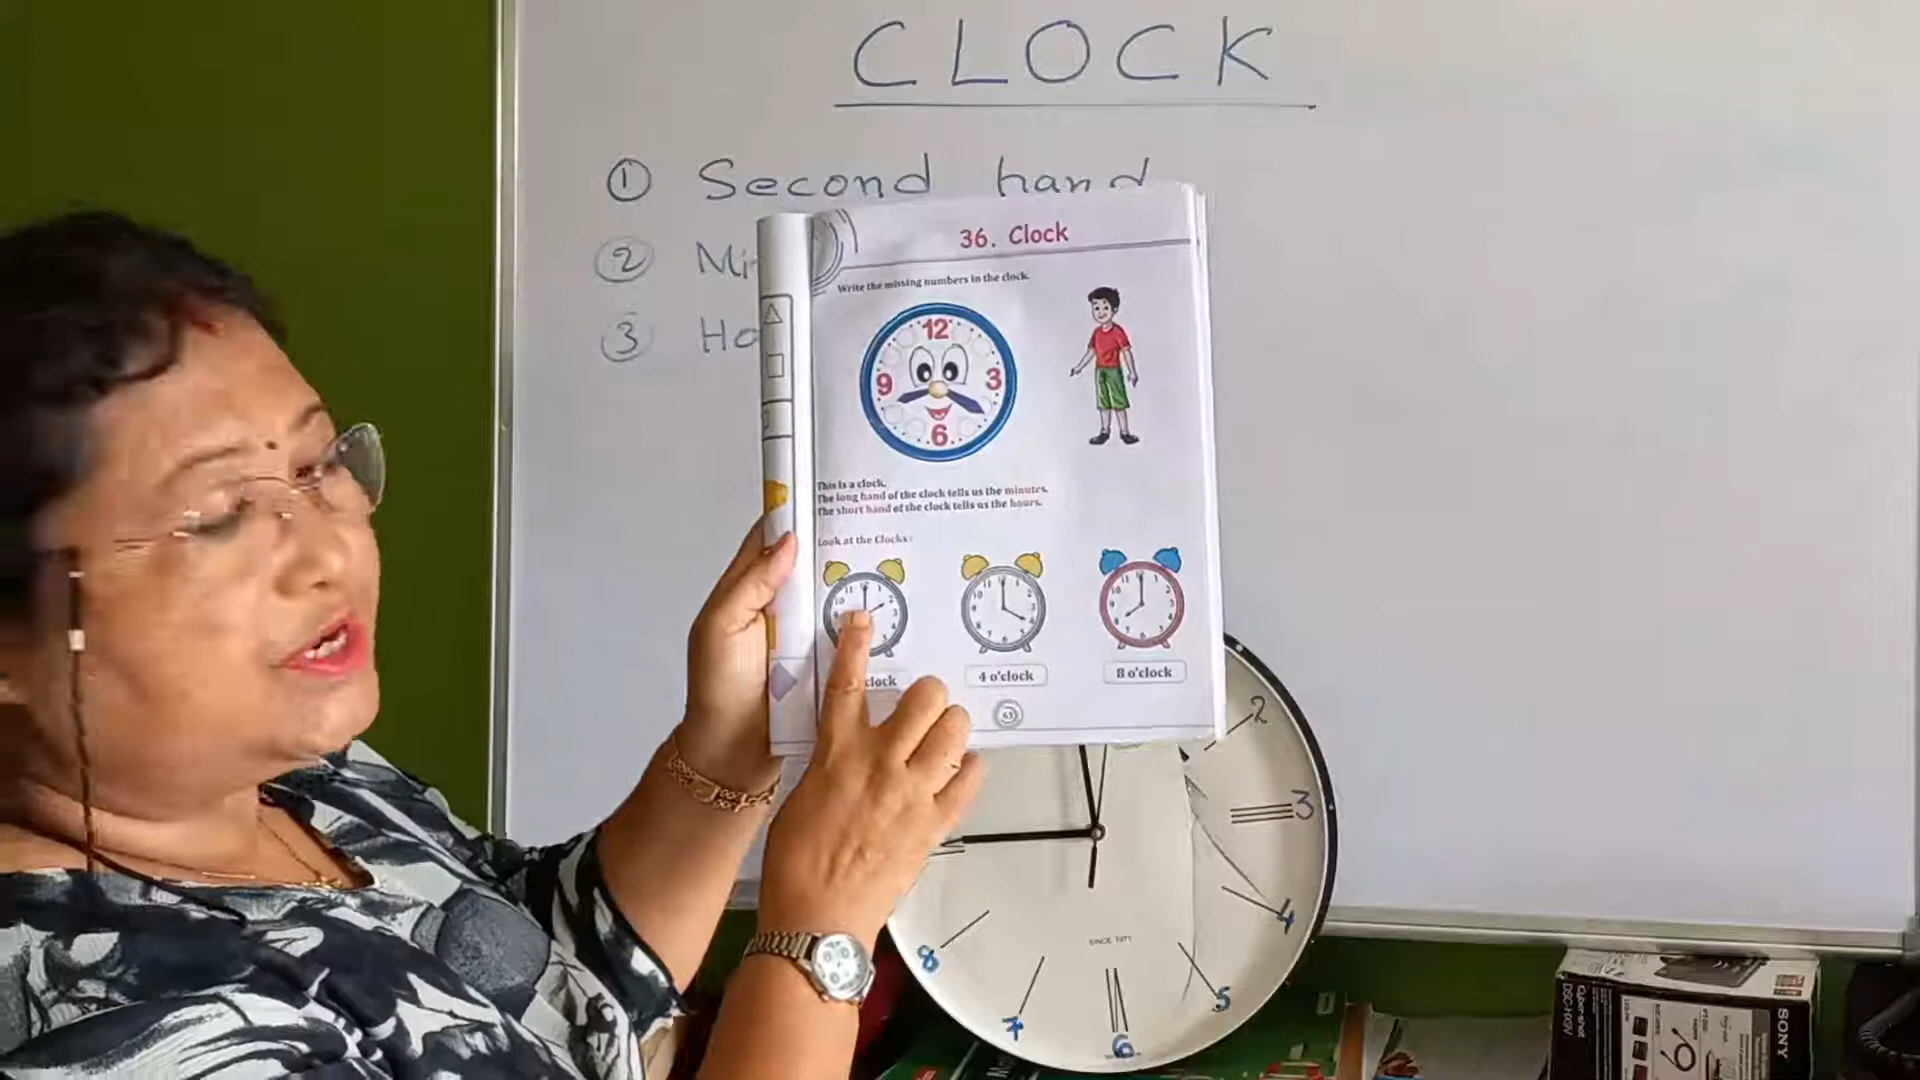 CLOCK
① Second hand
② Mi
③ Ho
36. Clock
Write the missing numbers in the clock.
12
9
3
6
This is a clock.
The long hand of the clock tells us the minutes.
The short hand of the clock tells us the hours.
Look at the Clocks :
clock
4 o'clock
8 o'clock
63
2
3
4
5
6
7
8
SINCE 1971
SONY
Cyber-shot